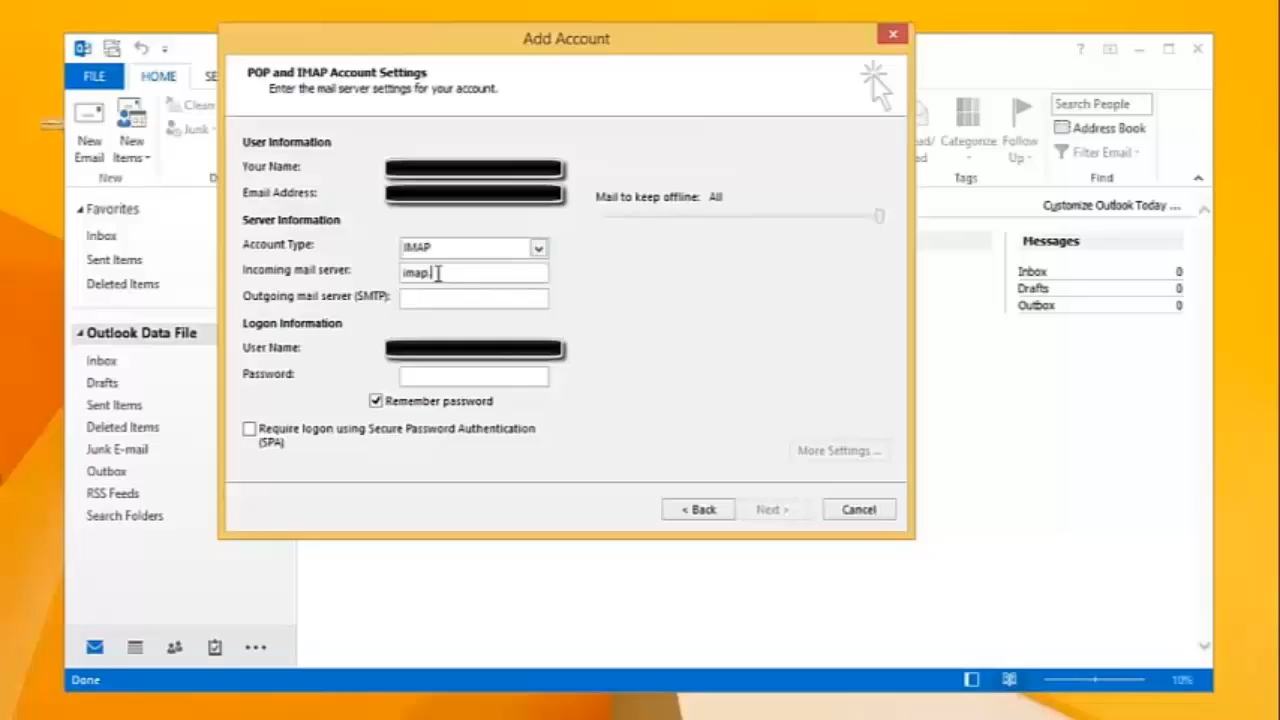 Add Account
POP and IMAP Account Settings
Enter the mail server settings for your account.
User Information
Your Name:
Email Address:
Mail to keep offline: All
Server Information
Account Type:
IMAP
Incoming mail server:
imap.
Outgoing mail server (SMTP):
Logon Information
User Name:
Password:
Remember password
Require logon using Secure Password Authentication
(SPA)
More Settings ...
< Back
Next >
Cancel
FILE
HOME
SE
New
Email
New
Items
New
Clean
Junk
D
Favorites
Inbox
Sent Items
Deleted Items
Outlook Data File
Inbox
Drafts
Sent Items
Deleted Items
Junk E-mail
Outbox
RSS Feeds
Search Folders
?
ad/
ad
Categorize
Follow
Up
Tags
Search People
Address Book
Filter Email
Find
Customize Outlook Today ...
Messages
Inbox 0
Drafts 0
Outbox 0
Done
10%